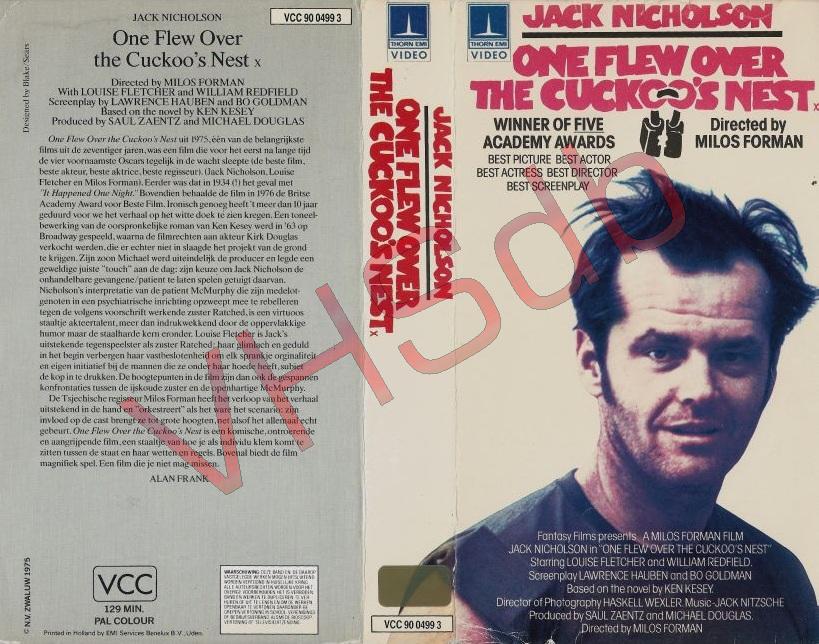 JACK NICHOLSON
VCC 90 0499 3
One Flew Over
the Cuckoo's Nest x
Directed by MILOS FORMAN
With LOUISE FLETCHER and WILLIAM REDFIELD
Screenplay by LAWRENCE HAUBEN and BO GOLDMAN
Based on the novel by KEN KESEY
Produced by SAUL ZAENTZ and MICHAEL DOUGLAS
Designed by Blake/Sears
One Flew Over the Cuckoo's Nest uit 1975, één van de belangrijkste
films uit de zeventiger jaren, was een film die voor het eerst na lange tijd
de vier voornaamste Oscars tegelijk in de wacht sleepte (de beste film,
beste akteur, beste aktrice, beste regisseur). (Jack Nicholson, Louise
Fletcher en Milos Forman). Eerder was dat in 1934 (!) het geval met
"It Happened One Night." Bovendien behaalde de film in 1976 de Britse
Academy Award voor Beste Film. Ironisch genoeg heeft 't meer dan 10 jaar
geduurd voor we het verhaal op het witte doek te zien kregen. Een toneel-
bewerking van de oorspronkelijke roman van Ken Kesey werd in '63 op
Broadway gespeeld, waarna de filmrechten aan akteur Kirk Douglas
verkocht werden, die er echter niet in slaagde het projekt van de grond
te krijgen. Zijn zoon Michael werd uiteindelijk de producer en legde een
geweldige juiste "touch" aan de dag: zijn keuze om Jack Nicholson de
onhandelbare gevangene/patient te laten spelen getuigt daarvan.
Nicholson's interpretatie van de patient McMurphy die zijn medelot-
genoten in een psychiatrische inrichting opzweept mee te rebelleren
tegen de volgens voorschrift werkende zuster Ratched, is een virtuoos
staaltje akteertalent, meer dan indrukwekkend door de oppervlakkige
humor maar de staalharde kern eronder. Louise Fletcher is Jack's
uitstekende tegenspeelster als zuster Ratched: haar glimlach en geduld
in het begin verbergen haar vastbeslotenheid om elk sprankje orginaliteit
en eigen initiatief bij de mannen die ze onder haar hoede heeft, subiet
de kop in te drukken. De hoogtepunten in de film zijn dan ook de gespannen
konfrontaties tussen de ijskoude zuster en de openhartige McMurphy.
De Tsjechische regisseur Milos Forman heeft het verloop van het verhaal
uitstekend in de hand en "orkestreert" als het ware het scenario; zijn
invloed op de cast brengt ze tot grote hoogten, net alsof het allemaal echt
gebeurt. One Flew Over the Cuckoo's Nest is een komische, ontroerende
en aangrijpende film, een staaltje van hoe je als individu klem komt te
zitten tussen de staat en haar wetten en regels. Bovenal biedt de film
magnifiek spel. Een film die je niet mag missen.
ALAN FRANK
VCC
129 MIN.
PAL COLOUR
© N.V. ZWALUW 1975
Printed in Holland by EMI Services Benelux B.V., Uden.
WAARSCHUWING: DEZE BAND EN DE DAAROP
VASTGELEGDE WERKEN MOGEN UITSLUITEND
THORN EMI
VIDEO
JACK NICHOLSON
ONE FLEW OVER
THE CUCKOO'S NEST x
VCC 90 0499 3
THORN EMI
VIDEO
JACK NICHOLSON
ONE FLEW OVER
THE CUCKOO'S NEST x
WINNER OF FIVE
ACADEMY AWARDS
BEST PICTURE BEST ACTOR
BEST ACTRESS BEST DIRECTOR
BEST SCREENPLAY
Directed by
MILOS FORMAN
Fantasy Films presents A MILOS FORMAN FILM
JACK NICHOLSON in "ONE FLEW OVER THE CUCKOO'S NEST"
Starring LOUISE FLETCHER and WILLIAM REDFIELD.
Screenplay LAWRENCE HAUBEN and BO GOLDMAN
Based on the novel by KEN KESEY.
Director of Photography HASKELL WEXLER. Music-JACK NITZSCHE
Produced by SAUL ZAENTZ and MICHAEL DOUGLAS.
Directed by MILOS FORMAN
VHSdb